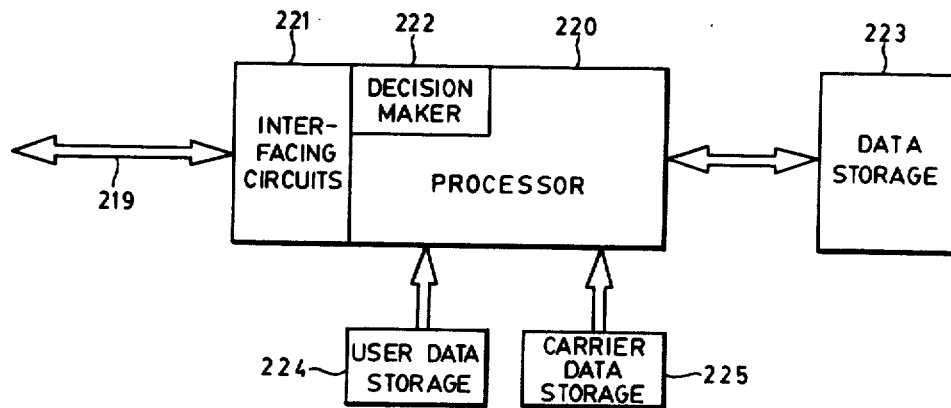 221
222
220
223
DECISION
MAKER
INTER-
FACING
CIRCUITS
PROCESSOR
DATA
STORAGE
219
224
USER DATA
STORAGE
CARRIER
DATA
STORAGE
225